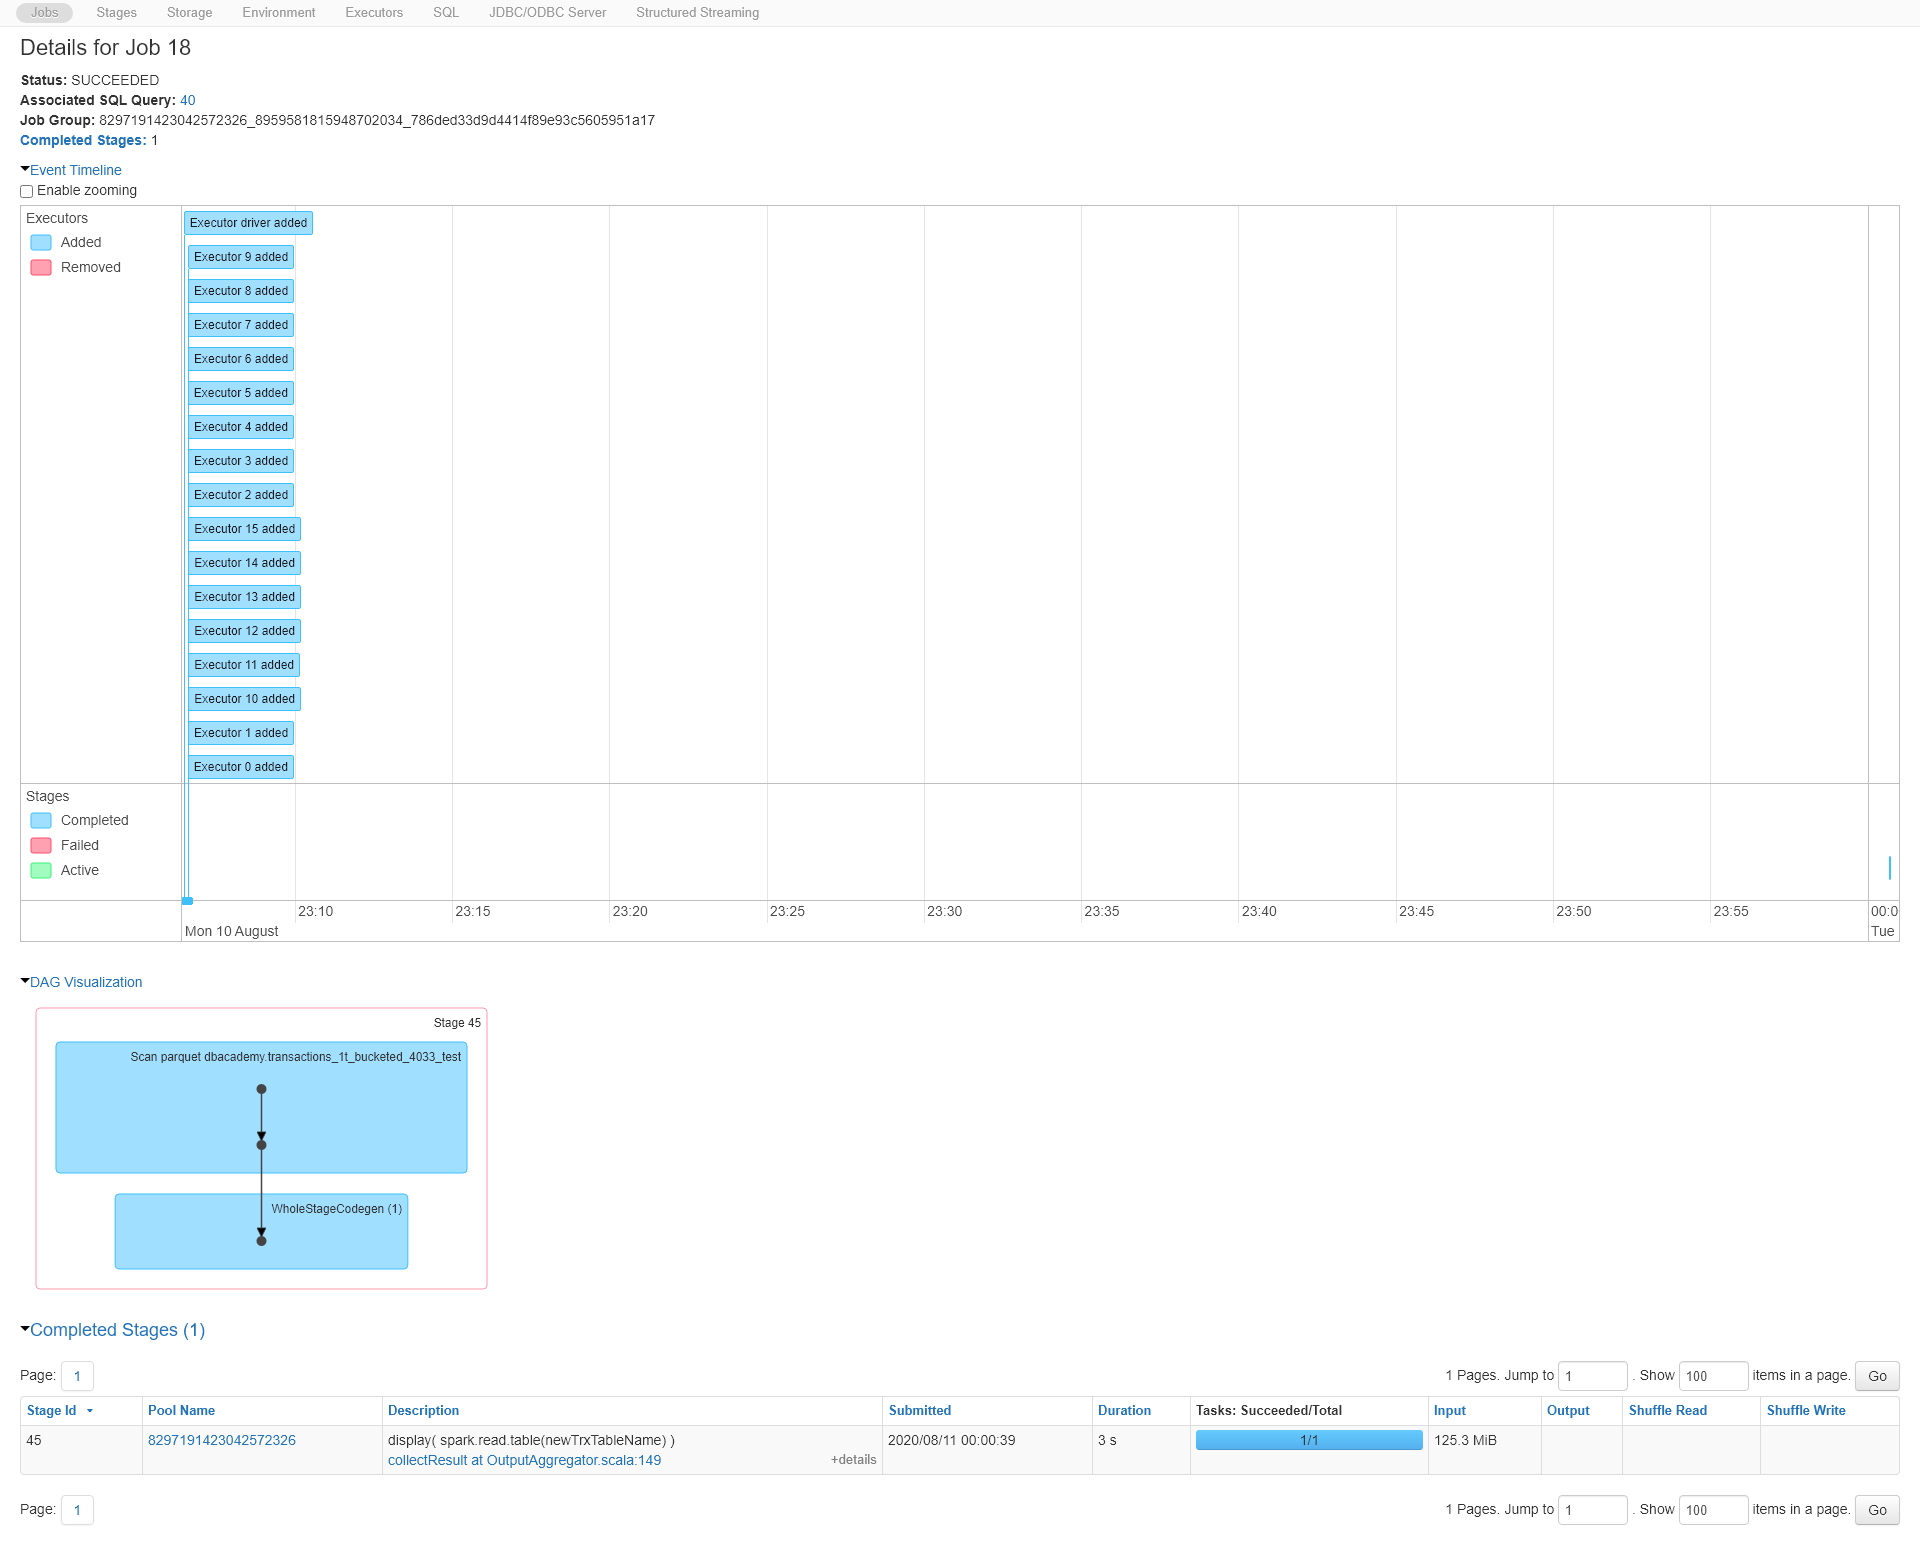 Jobs Stages Storage Environment Executors SQL JDBC/ODBC Server Structured Streaming
Details for Job 18
Status: SUCCEEDED
Associated SQL Query: 40
Job Group: 8297191423042572326_8959581815948702034_786ded33d9d4414f89e93c5605951a17
Completed Stages: 1
Event Timeline
Enable zooming
Executors
Added
Removed
Executor driver added
Executor 9 added
Executor 8 added
Executor 7 added
Executor 6 added
Executor 5 added
Executor 4 added
Executor 3 added
Executor 2 added
Executor 15 added
Executor 14 added
Executor 13 added
Executor 12 added
Executor 11 added
Executor 10 added
Executor 1 added
Executor 0 added
Stages
Completed
Failed
Active
23:10 23:15 23:20 23:25 23:30 23:35 23:40 23:45 23:50 23:55 00:0
Mon 10 August Tue
DAG Visualization
Stage 45
Scan parquet dbacademy.transactions_1t_bucketed_4033_test
WholeStageCodegen (1)
Completed Stages (1)
Page: 1 1 Pages. Jump to 1 . Show 100 items in a page. Go
Stage Id Pool Name Description Submitted Duration Tasks: Succeeded/Total Input Output Shuffle Read Shuffle Write
45 8297191423042572326 display( spark.read.table(newTrxTableName) ) 2020/08/11 00:00:39 3 s 1/1 125.3 MiB
collectResult at OutputAggregator.scala:149 +details
Page: 1 1 Pages. Jump to 1 . Show 100 items in a page. Go